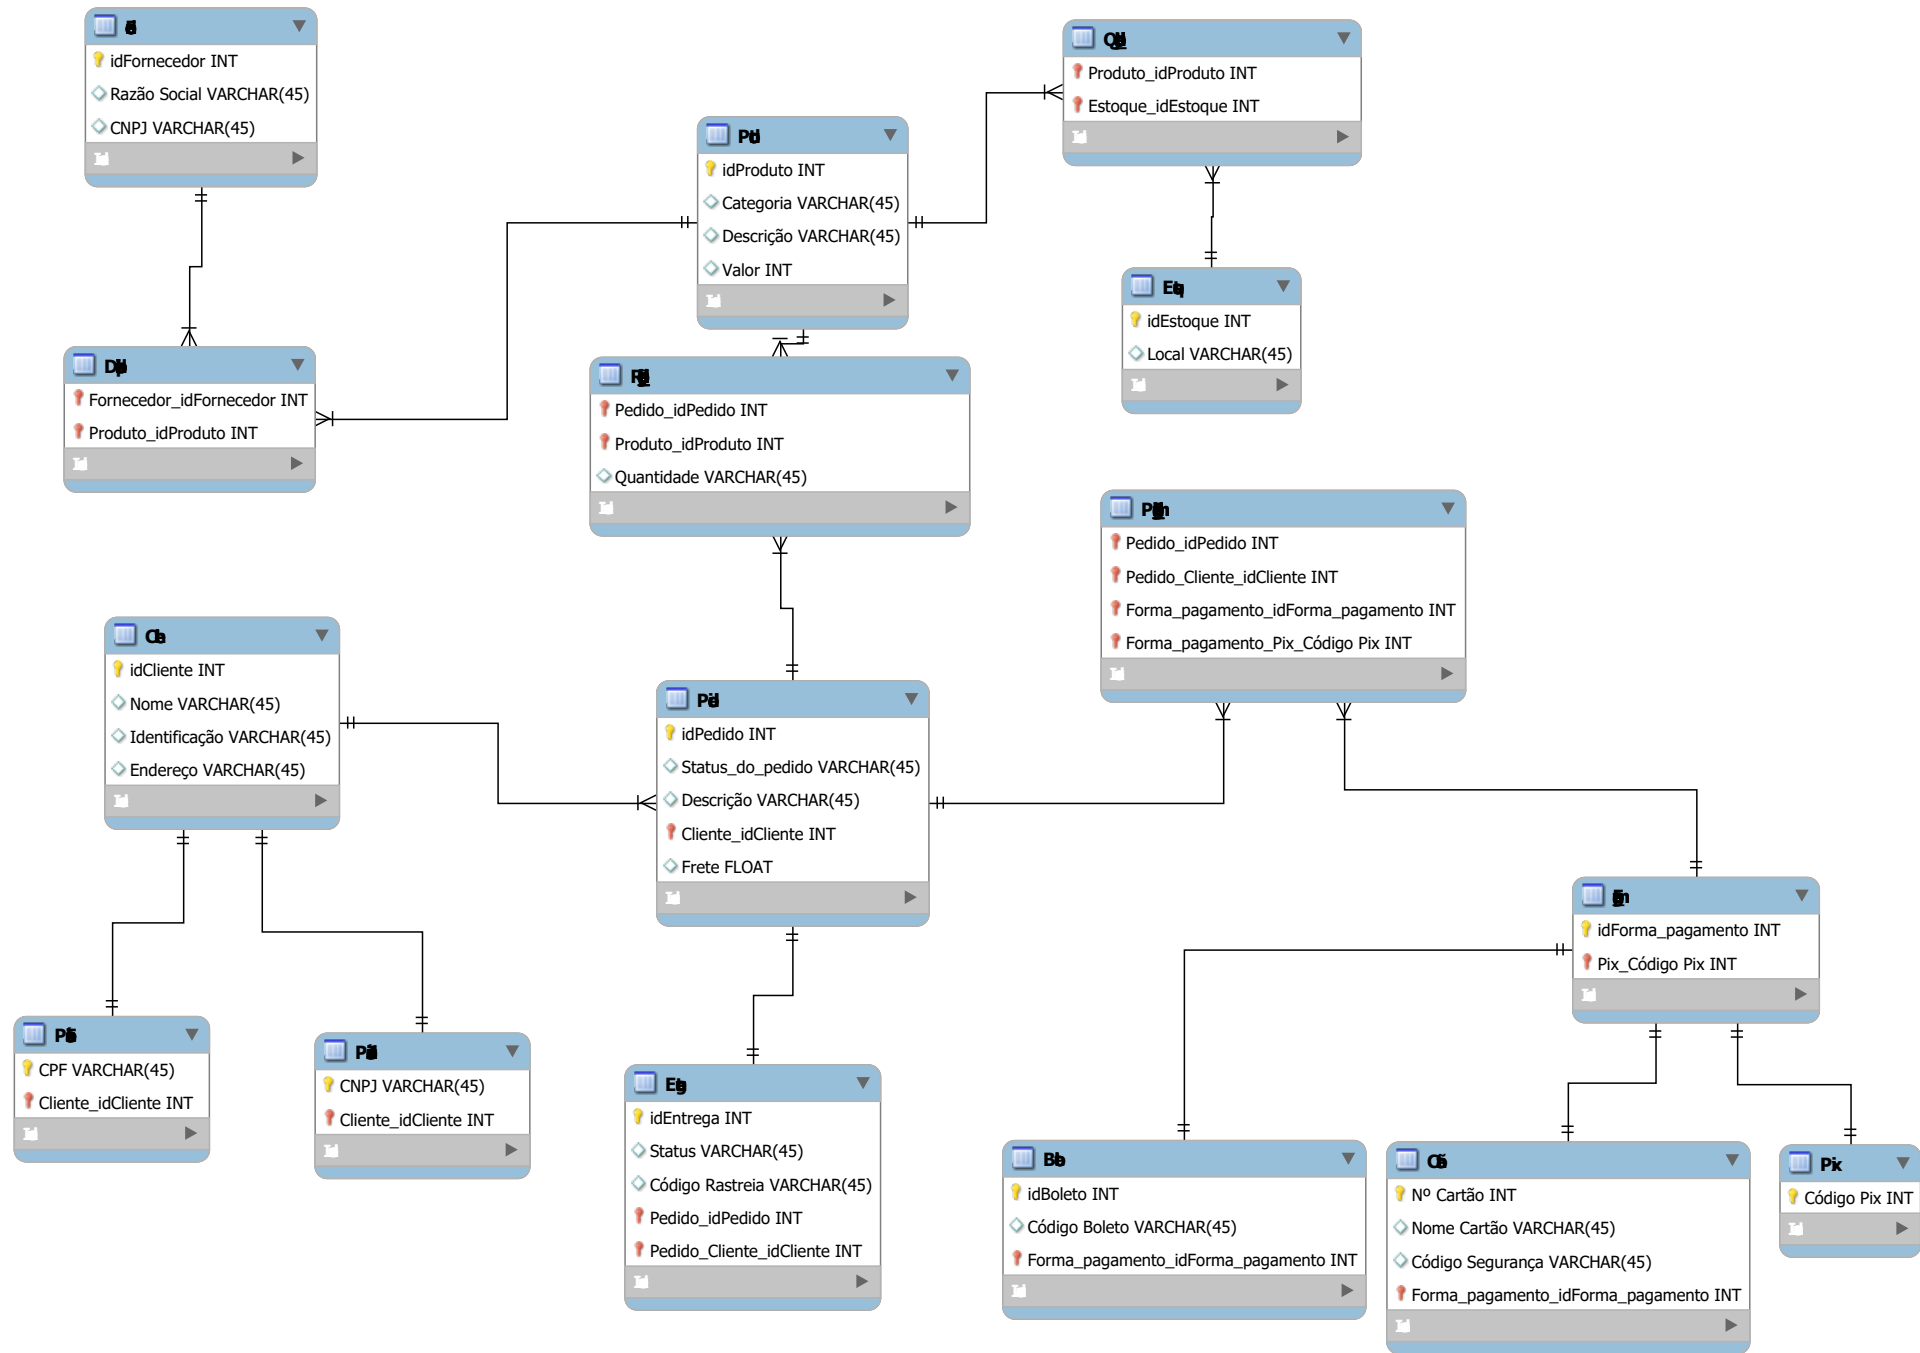 idFornecedor INT
Razão Social VARCHAR(45)
CNPJ VARCHAR(45)
Produto_idProduto INT
Estoque_idEstoque INT
idProduto INT
Categoria VARCHAR(45)
Descrição VARCHAR(45)
Valor INT
idEstoque INT
Local VARCHAR(45)
Fornecedor_idFornecedor INT
Produto_idProduto INT
Pedido_idPedido INT
Produto_idProduto INT
Quantidade VARCHAR(45)
Pedido_idPedido INT
Pedido_Cliente_idCliente INT
Forma_pagamento_idForma_pagamento INT
Forma_pagamento_Pix_Código Pix INT
idCliente INT
Nome VARCHAR(45)
Identificação VARCHAR(45)
Endereço VARCHAR(45)
idPedido INT
Status_do_pedido VARCHAR(45)
Descrição VARCHAR(45)
Cliente_idCliente INT
Frete FLOAT
idForma_pagamento INT
Pix_Código Pix INT
CPF VARCHAR(45)
Cliente_idCliente INT
CNPJ VARCHAR(45)
Cliente_idCliente INT
idEntrega INT
Status VARCHAR(45)
Código Rastreia VARCHAR(45)
Pedido_idPedido INT
Pedido_Cliente_idCliente INT
idBoleto INT
Código Boleto VARCHAR(45)
Forma_pagamento_idForma_pagamento INT
Nº Cartão INT
Nome Cartão VARCHAR(45)
Código Segurança VARCHAR(45)
Forma_pagamento_idForma_pagamento INT
Pix
Código Pix INT